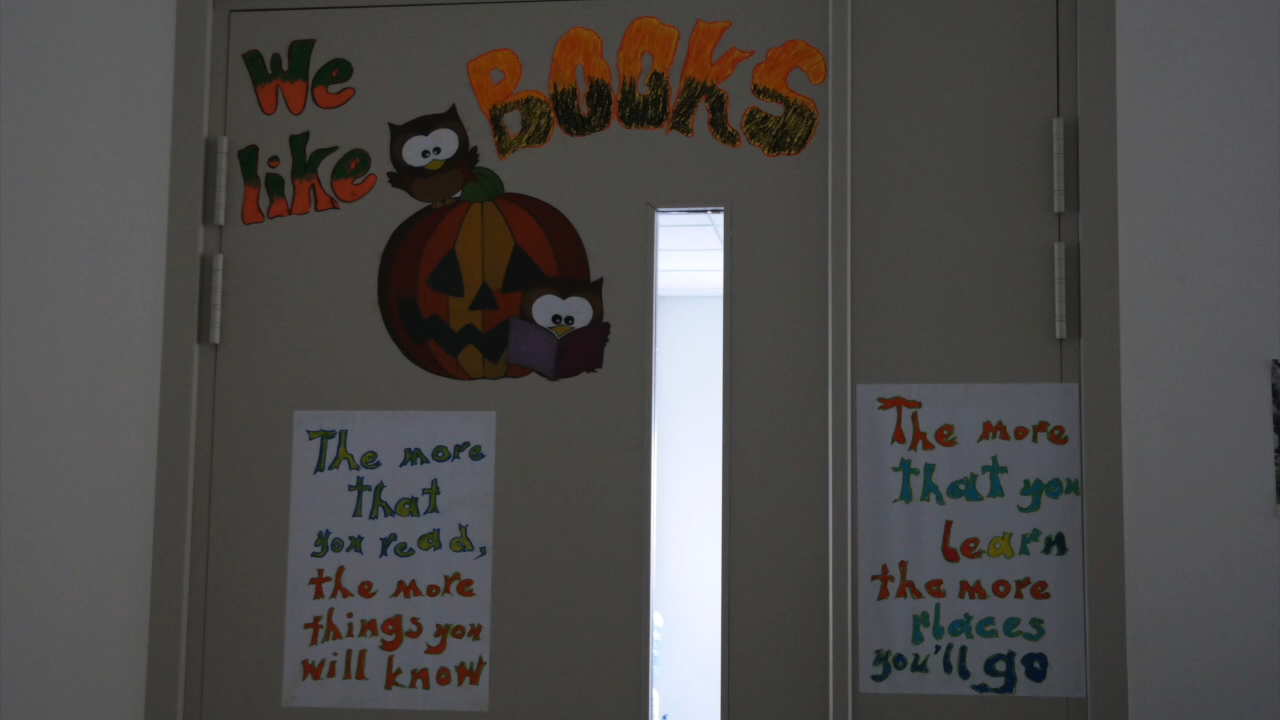 We
like
BOOKS
The more
that
you read,
the more
things you
will know
The more
that you
learn
the more
places
you'll go